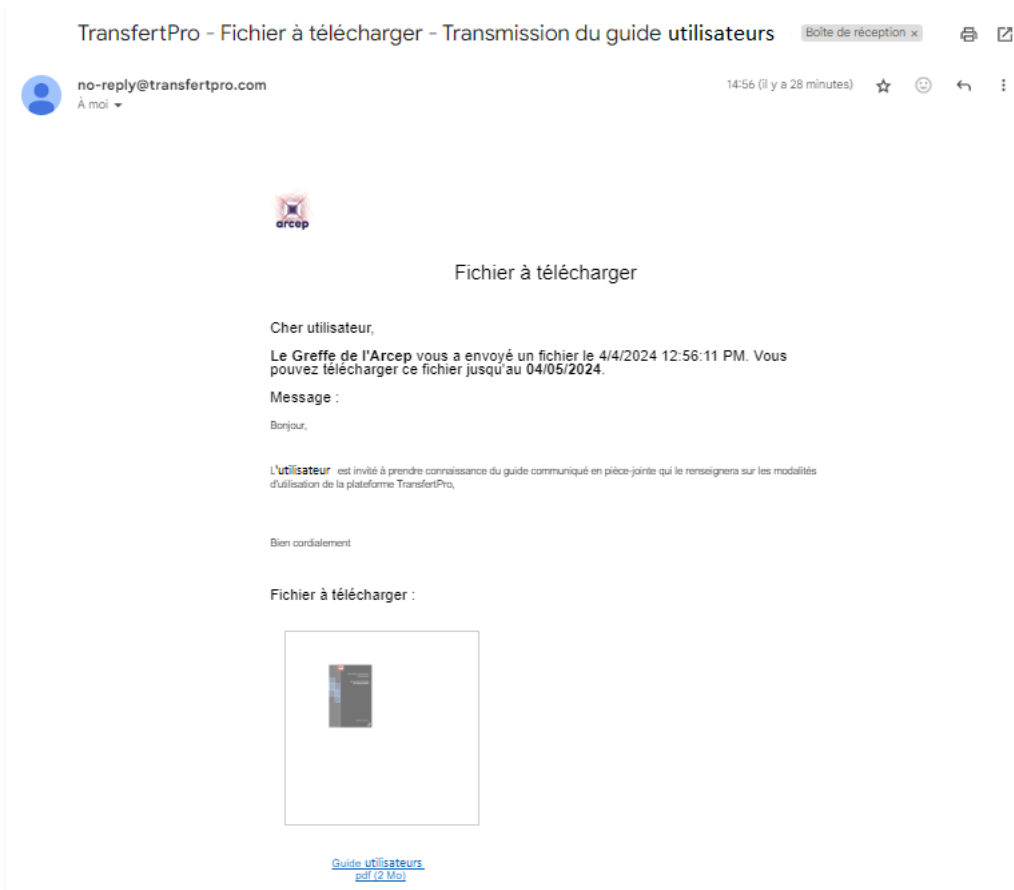 TransfertPro - Fichier à télécharger - Transmission du guide utilisateurs Boîte de réception ×
no-reply@transfertpro.com 14:56 (il y a 28 minutes)
À moi
arcep
Fichier à télécharger
Cher utilisateur,
Le Greffe de l'Arcep vous a envoyé un fichier le 4/4/2024 12:56:11 PM. Vous
pouvez télécharger ce fichier jusqu'au 04/05/2024.
Message :
Bonjour,
L'utilisateur est invité à prendre connaissance du guide communiqué en pièce-jointe qui le renseignera sur les modalités
d'utilisation de la plateforme TransfertPro,
Bien cordialement
Fichier à télécharger :
Guide utilisateurs
pdf (2 Mo)